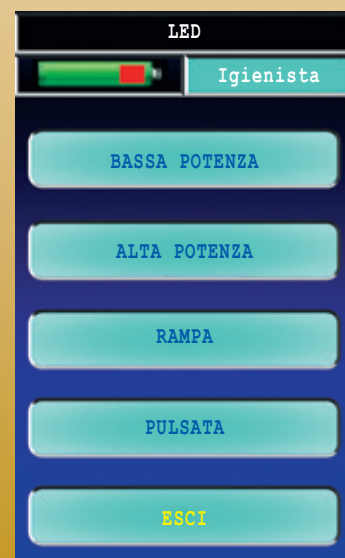 LED
Igienista
BASSA POTENZA
ALTA POTENZA
RAMPA
PULSATA
ESCI